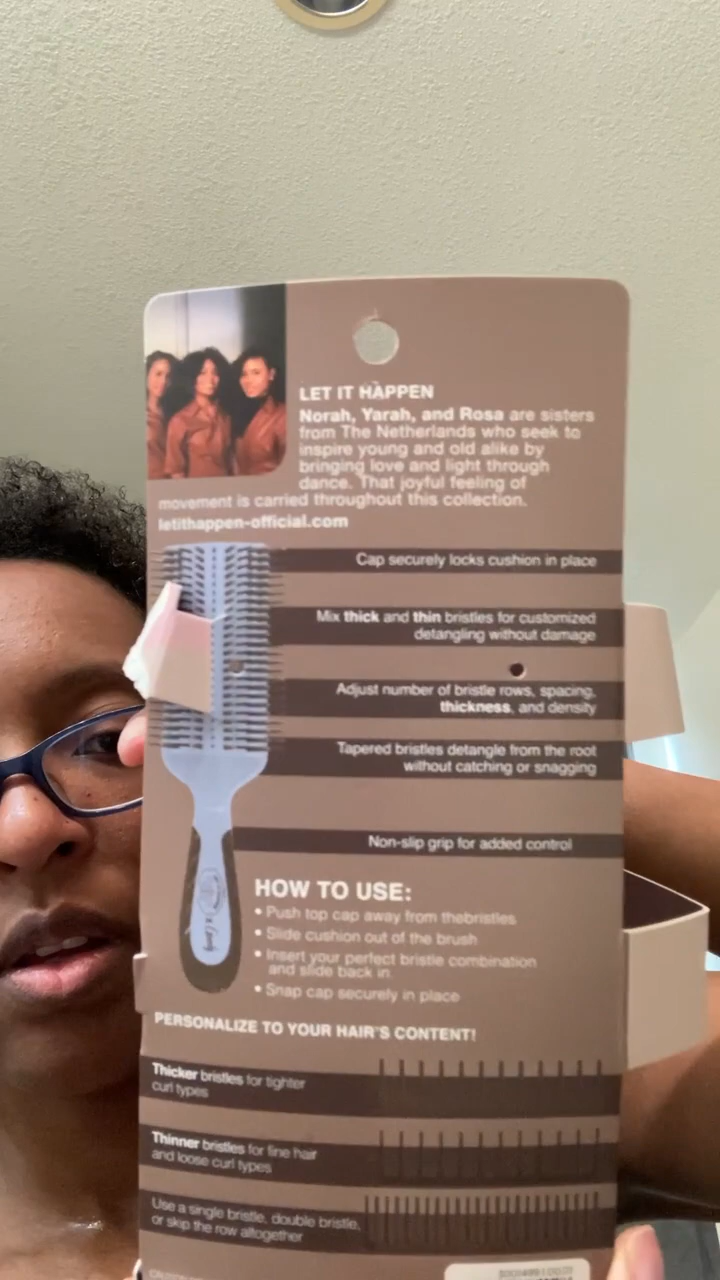 LET IT HAPPEN
Norah, Yarah, and Rosa are sisters
from The Netherlands who seek to
inspire young and old alike by
bringing love and light through
dance. That joyful feeling of
movement is carried throughout this collection.
letithappen-official.com
Cap securely locks cushion in place
Mix thick and thin bristles for customized
detangling without damage
Adjust number of bristle rows, spacing,
thickness, and density
Tapered bristles detangle from the root
without catching or snagging
Non-slip grip for added control
HOW TO USE:
• Push top cap away from thebristles
• Slide cushion out of the brush
• Insert your perfect bristle combination
and slide back in
• Snap cap securely in place
PERSONALIZE TO YOUR HAIR'S CONTENT!
Thicker bristles for tighter
curl types
Thinner bristles for fine hair
and loose curl types
Use a single bristle, double bristle,
or skip the row altogether